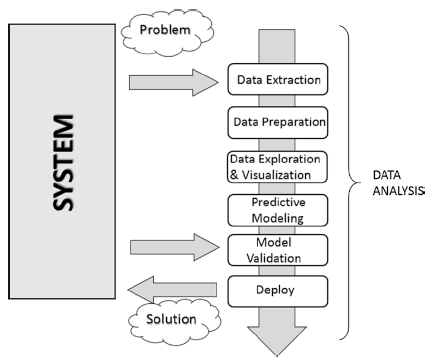 Problem
SYSTEM
Data Extraction
Data Preparation
Data Exploration
& Visualization
Predictive
Modeling
Model
Validation
Deploy
Solution
DATA
ANALYSIS